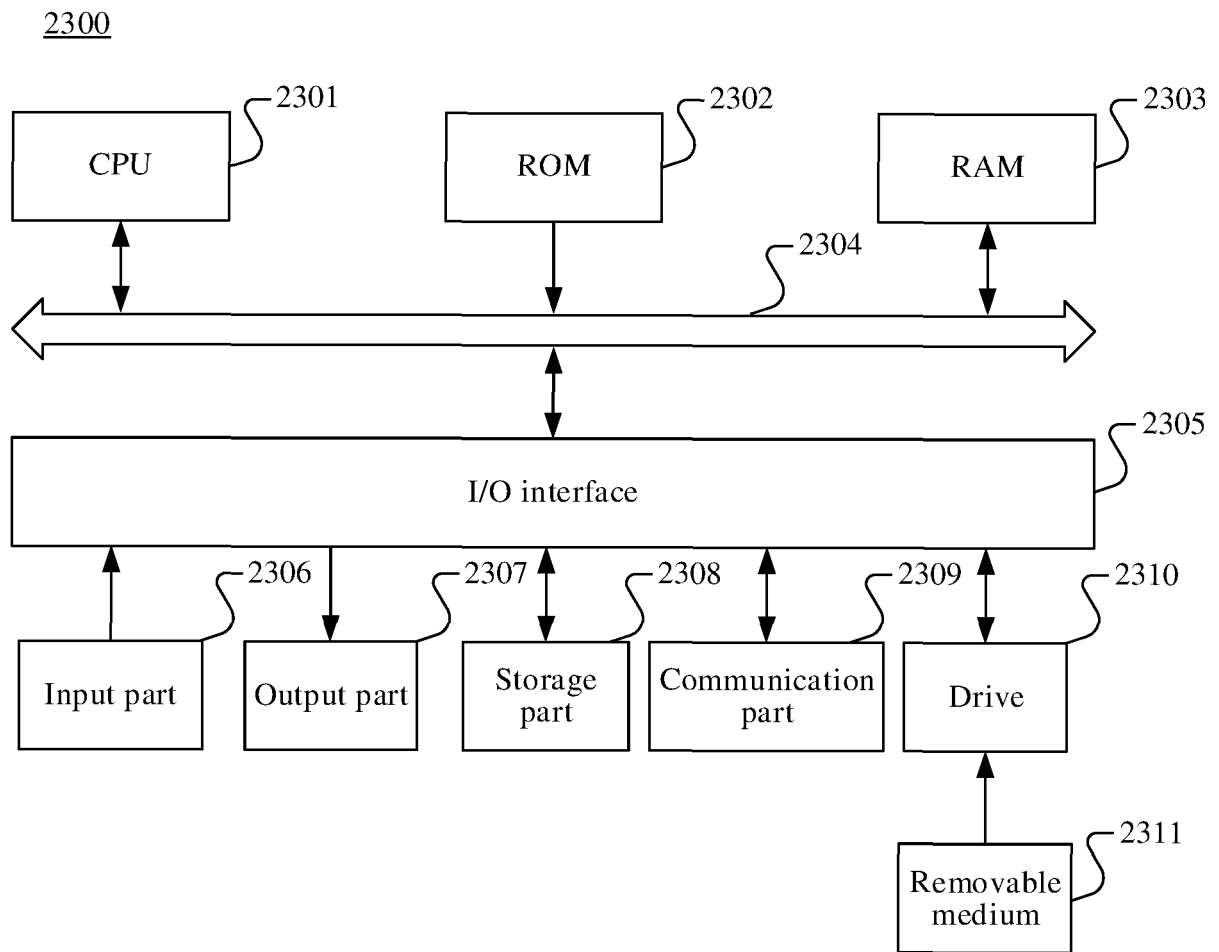 2300
2301
2302
2303
CPU
ROM
RAM
2304
2305
I/O interface
2306
2307
2308
2309
2310
Input part
Output part
Storage
part
Communication
part
Drive
2311
Removable
medium